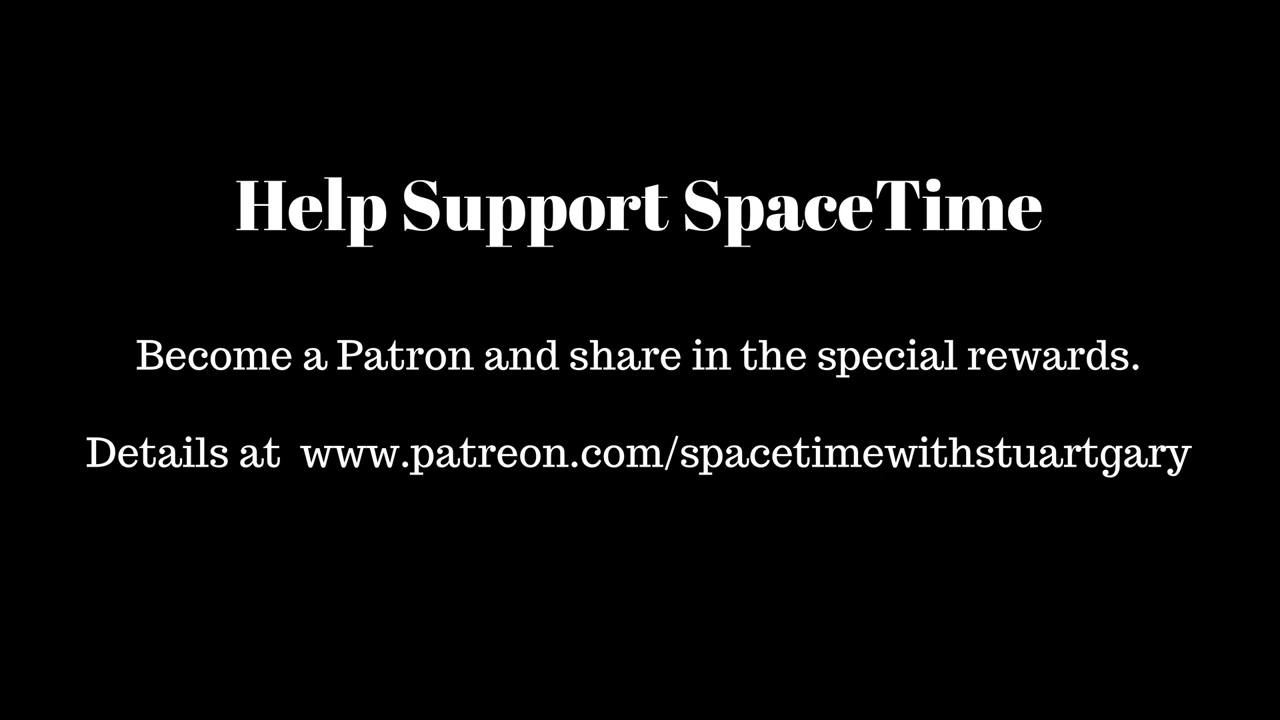 Help Support SpaceTime
Become a Patron and share in the special rewards.
Details at www.patreon.com/spacetimewithstuartgary